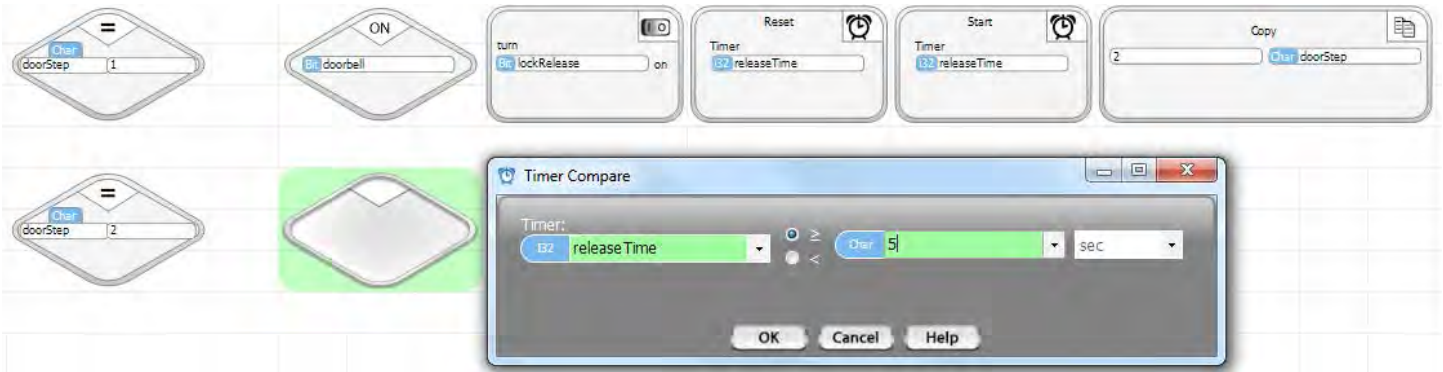 =
Char
doorStep 1
ON
Bit doorbell
turn
Bit lockRelease on
Reset
Timer
I32 releaseTime
Start
Timer
I32 releaseTime
Copy
2 Char doorStep
=
Char
doorStep 2
Timer Compare
Timer:
I32 releaseTime ≥ Char 5 sec
<
OK Cancel Help